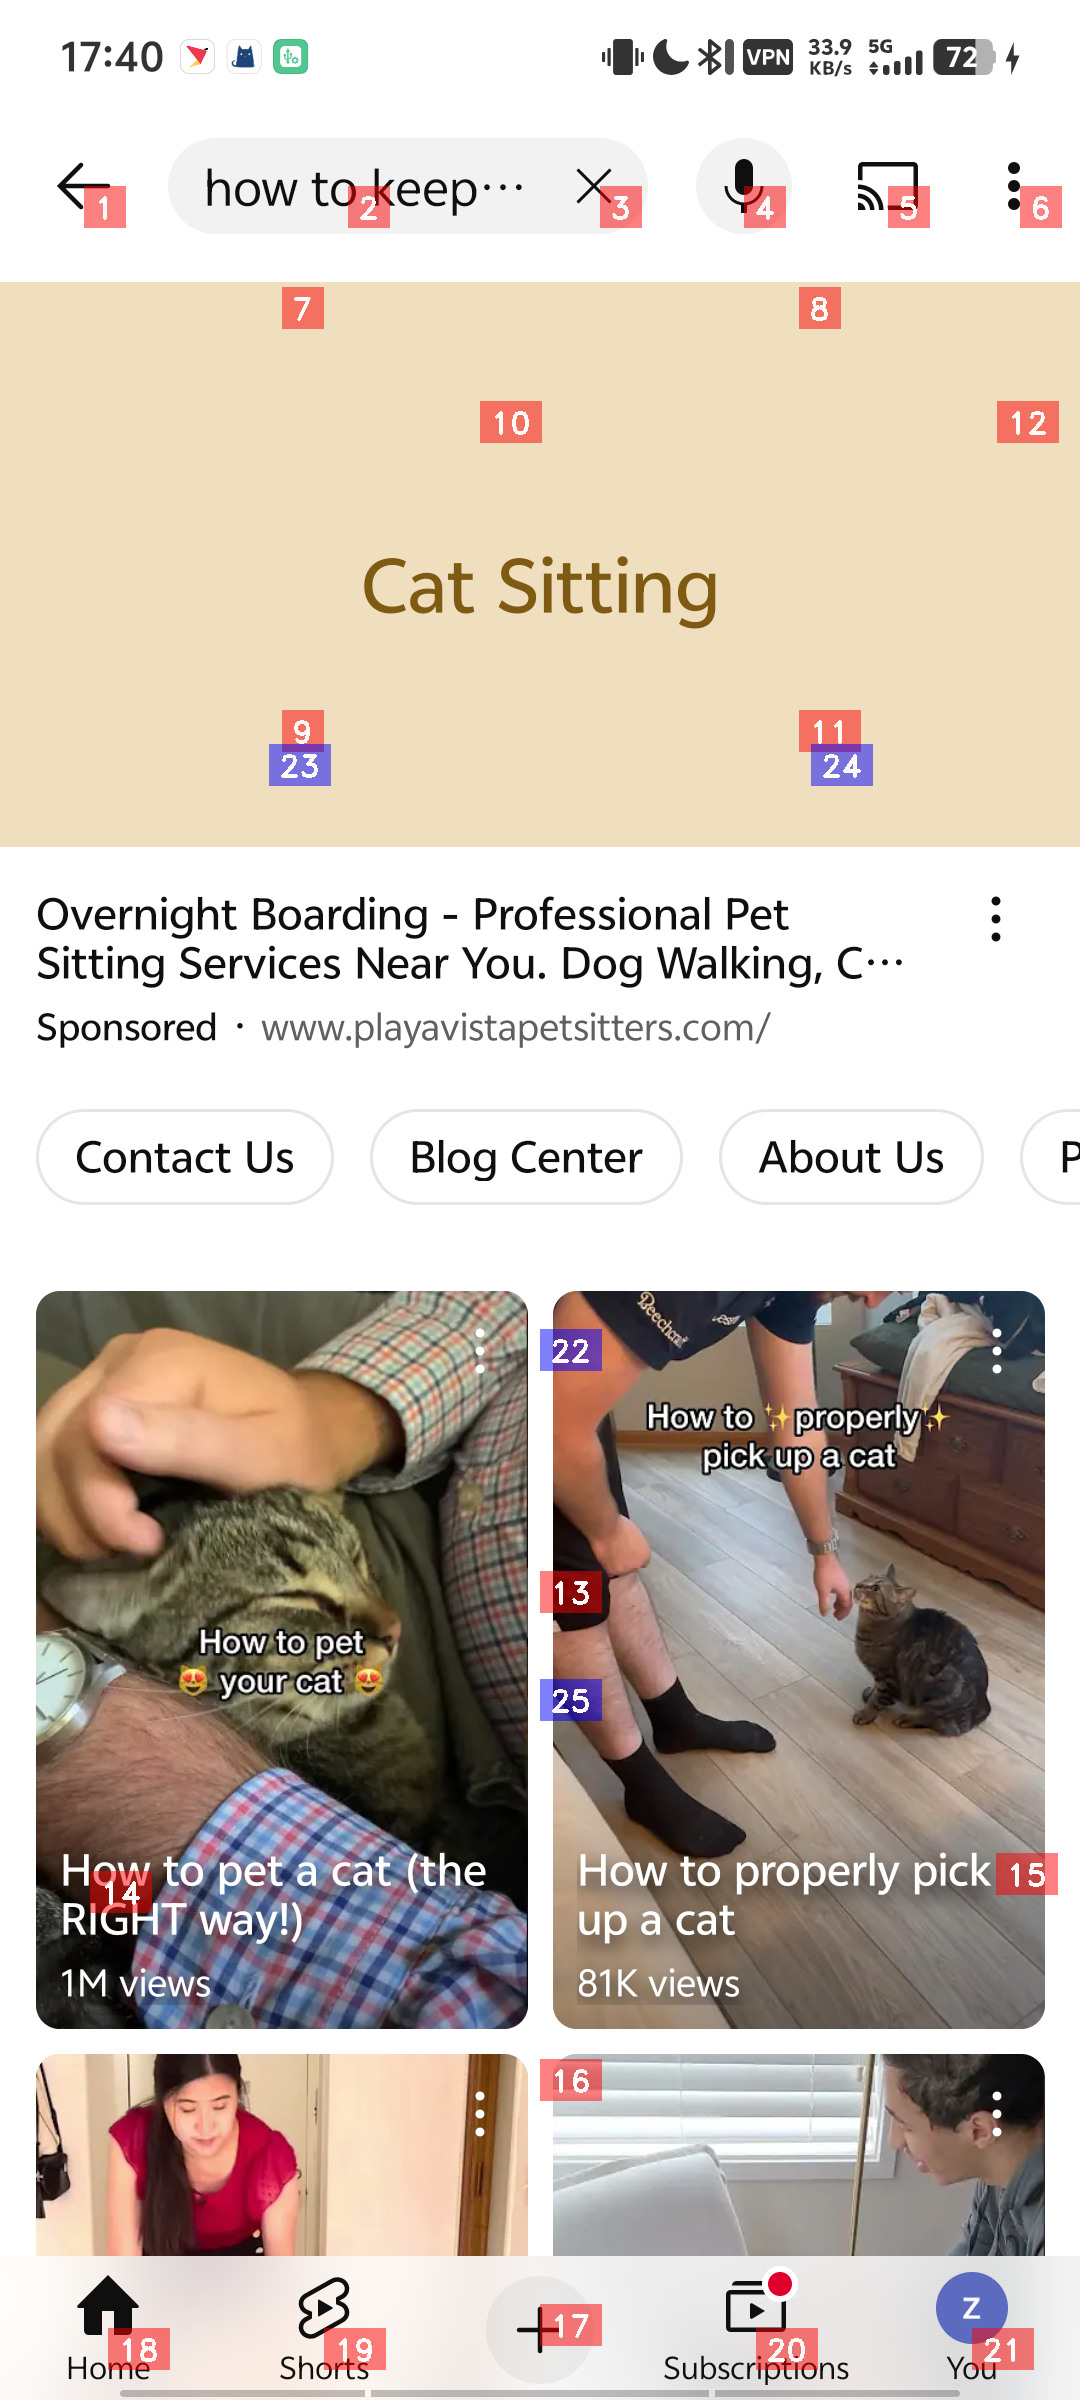 17:40
VPN
33.9
KB/s
5G
72
how to keep···
1
2
3
4
5
6
7
8
10
12
Cat Sitting
9
11
23
24
Overnight Boarding - Professional Pet
Sitting Services Near You. Dog Walking, C···
Sponsored · www.playavistapetsitters.com/
Contact Us
Blog Center
About Us
P
22
Beechcraft
How to ✨properly✨
pick up a cat
13
How to pet
😻 your cat 😻
25
How to pet a cat (the
RIGHT way!)
14
1M views
How to properly pick
up a cat
15
81K views
16
17
Z
18
19
20
21
Home
Shorts
Subscriptions
You